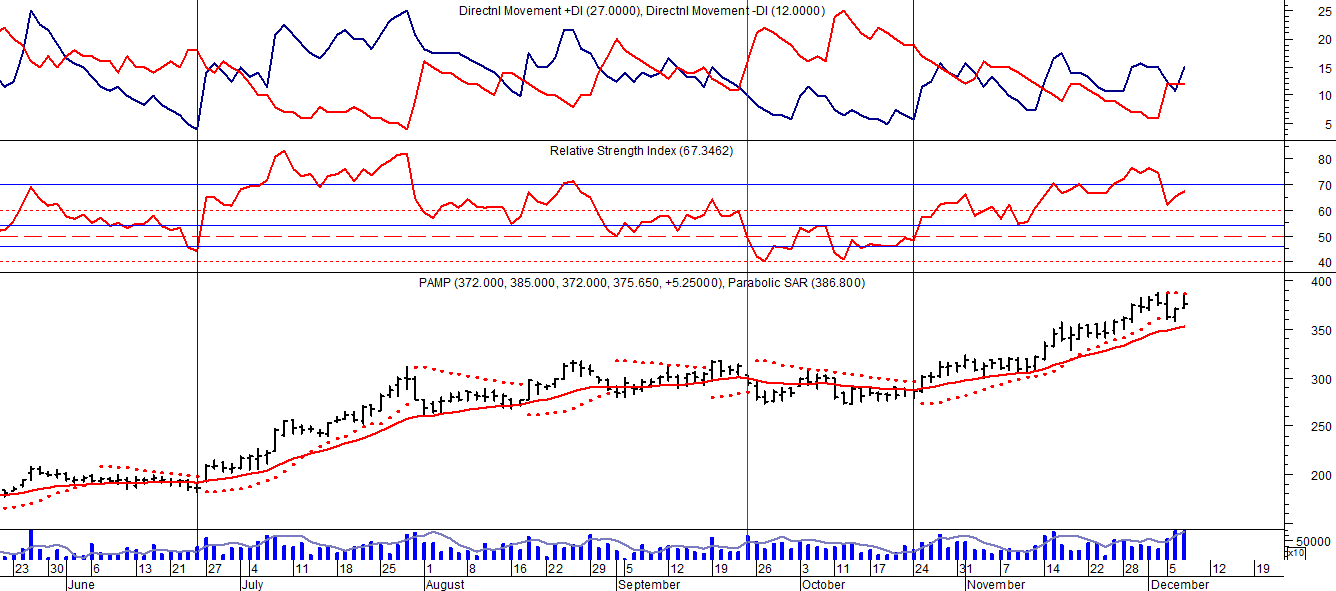 Directnl Movement +DI (27.0000), Directnl Movement -DI (12.0000)
25
20
15
10
5
Relative Strength Index (67.3462)
80
70
60
50
40
PAMP (372.000, 385.000, 372.000, 375.650, +5.25000), Parabolic SAR (386.800)
400
350
300
250
200
50000
x10
23 30 6 13 21 27 4 11 18 25 1 8 16 22 29 5 12 19 26 3 11 17 24 31 7 14 22 28 5 12 19
June July August September October November December